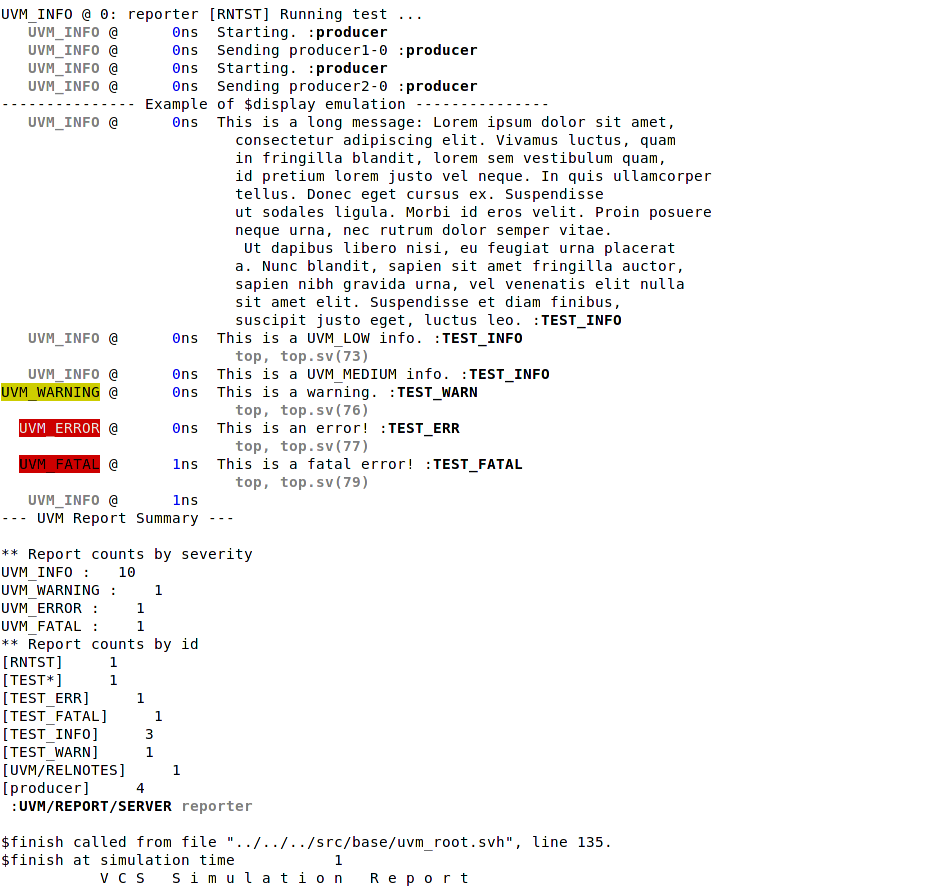 UVM_INFO @ 0: reporter [RNTST] Running test ...
   UVM_INFO @      0ns  Starting. :producer
   UVM_INFO @      0ns  Sending producer1-0 :producer
   UVM_INFO @      0ns  Starting. :producer
   UVM_INFO @      0ns  Sending producer2-0 :producer
--------------- Example of $display emulation ---------------
   UVM_INFO @      0ns  This is a long message: Lorem ipsum dolor sit amet,
                          consectetur adipiscing elit. Vivamus luctus, quam
                          in fringilla blandit, lorem sem vestibulum quam,
                          id pretium lorem justo vel neque. In quis ullamcorper
                          tellus. Donec eget cursus ex. Suspendisse
                          ut sodales ligula. Morbi id eros velit. Proin posuere
                          neque urna, nec rutrum dolor semper vitae.
                           Ut dapibus libero nisi, eu feugiat urna placerat
                          a. Nunc blandit, sapien sit amet fringilla auctor,
                          sapien nibh gravida urna, vel venenatis elit nulla
                          sit amet elit. Suspendisse et diam finibus,
                          suscipit justo eget, luctus leo. :TEST_INFO
   UVM_INFO @      0ns  This is a UVM_LOW info. :TEST_INFO
                          top, top.sv(73)
   UVM_INFO @      0ns  This is a UVM_MEDIUM info. :TEST_INFO
UVM_WARNING @      0ns  This is a warning. :TEST_WARN
                          top, top.sv(76)
  UVM_ERROR @      0ns  This is an error! :TEST_ERR
                          top, top.sv(77)
  UVM_FATAL @      1ns  This is a fatal error! :TEST_FATAL
                          top, top.sv(79)
   UVM_INFO @      1ns
--- UVM Report Summary ---

** Report counts by severity
UVM_INFO :   10
UVM_WARNING :    1
UVM_ERROR :    1
UVM_FATAL :    1
** Report counts by id
[RNTST]     1
[TEST*]     1
[TEST_ERR]     1
[TEST_FATAL]     1
[TEST_INFO]     3
[TEST_WARN]     1
[UVM/RELNOTES]     1
[producer]     4
 :UVM/REPORT/SERVER reporter

$finish called from file "../../../src/base/uvm_root.svh", line 135.
$finish at simulation time           1
           V C S   S i m u l a t i o n   R e p o r t